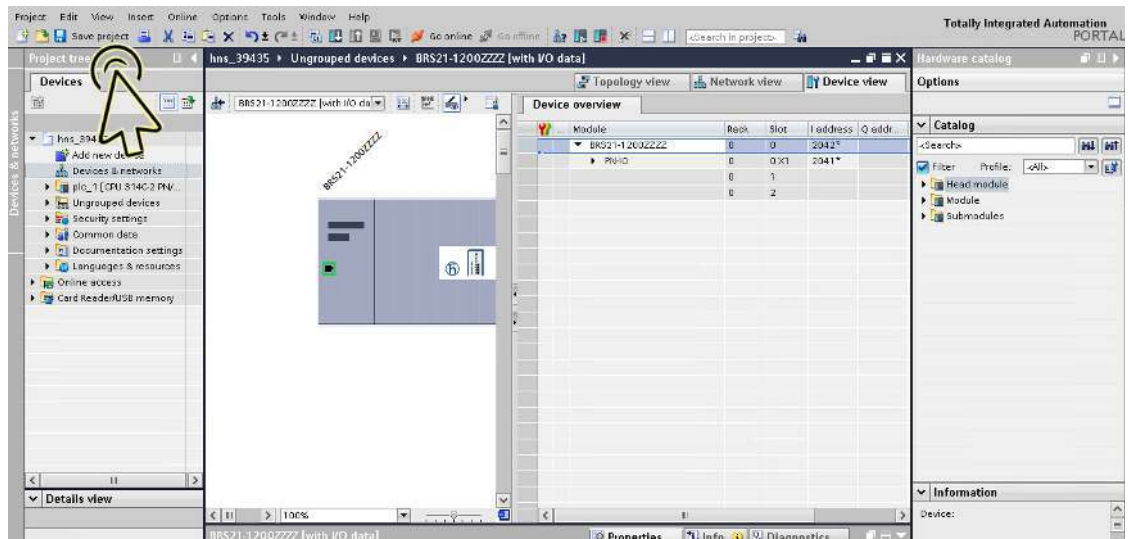 Project Edit View Insert Online Options Tools Window Help
Totally Integrated Automation
PORTAL
Save project
Go online
Go offline
<Search in project>
Project tree
hns_39435 ▸ Ungrouped devices ▸ BRS21-1200ZZZZ [with I/O data]
Hardware catalog
Devices
Topology view
Network view
Device view
Options
BRS21-1200ZZZZ [with I/O da
Device overview
Devices & networks
Module Rack Slot I address Q addr...
BRS21-1200ZZZZ 0 0 2042*
PN-IO 0 0 X1 2041*
0 1
0 2
Catalog
<Search>
Filter Profile: <All>
Head module
Module
Submodules
Add new
Devices & networks
plc_1 [CPU 314C-2 PN/...
Ungrouped devices
Security settings
Common data
Documentation settings
Languages & resources
Online access
Card Reader/USB memory
BRS21-1200ZZZZ
Details view
100%
Information
Device:
BRS21-1200ZZZZ [with I/O data]
Properties
Info
Diagnostics